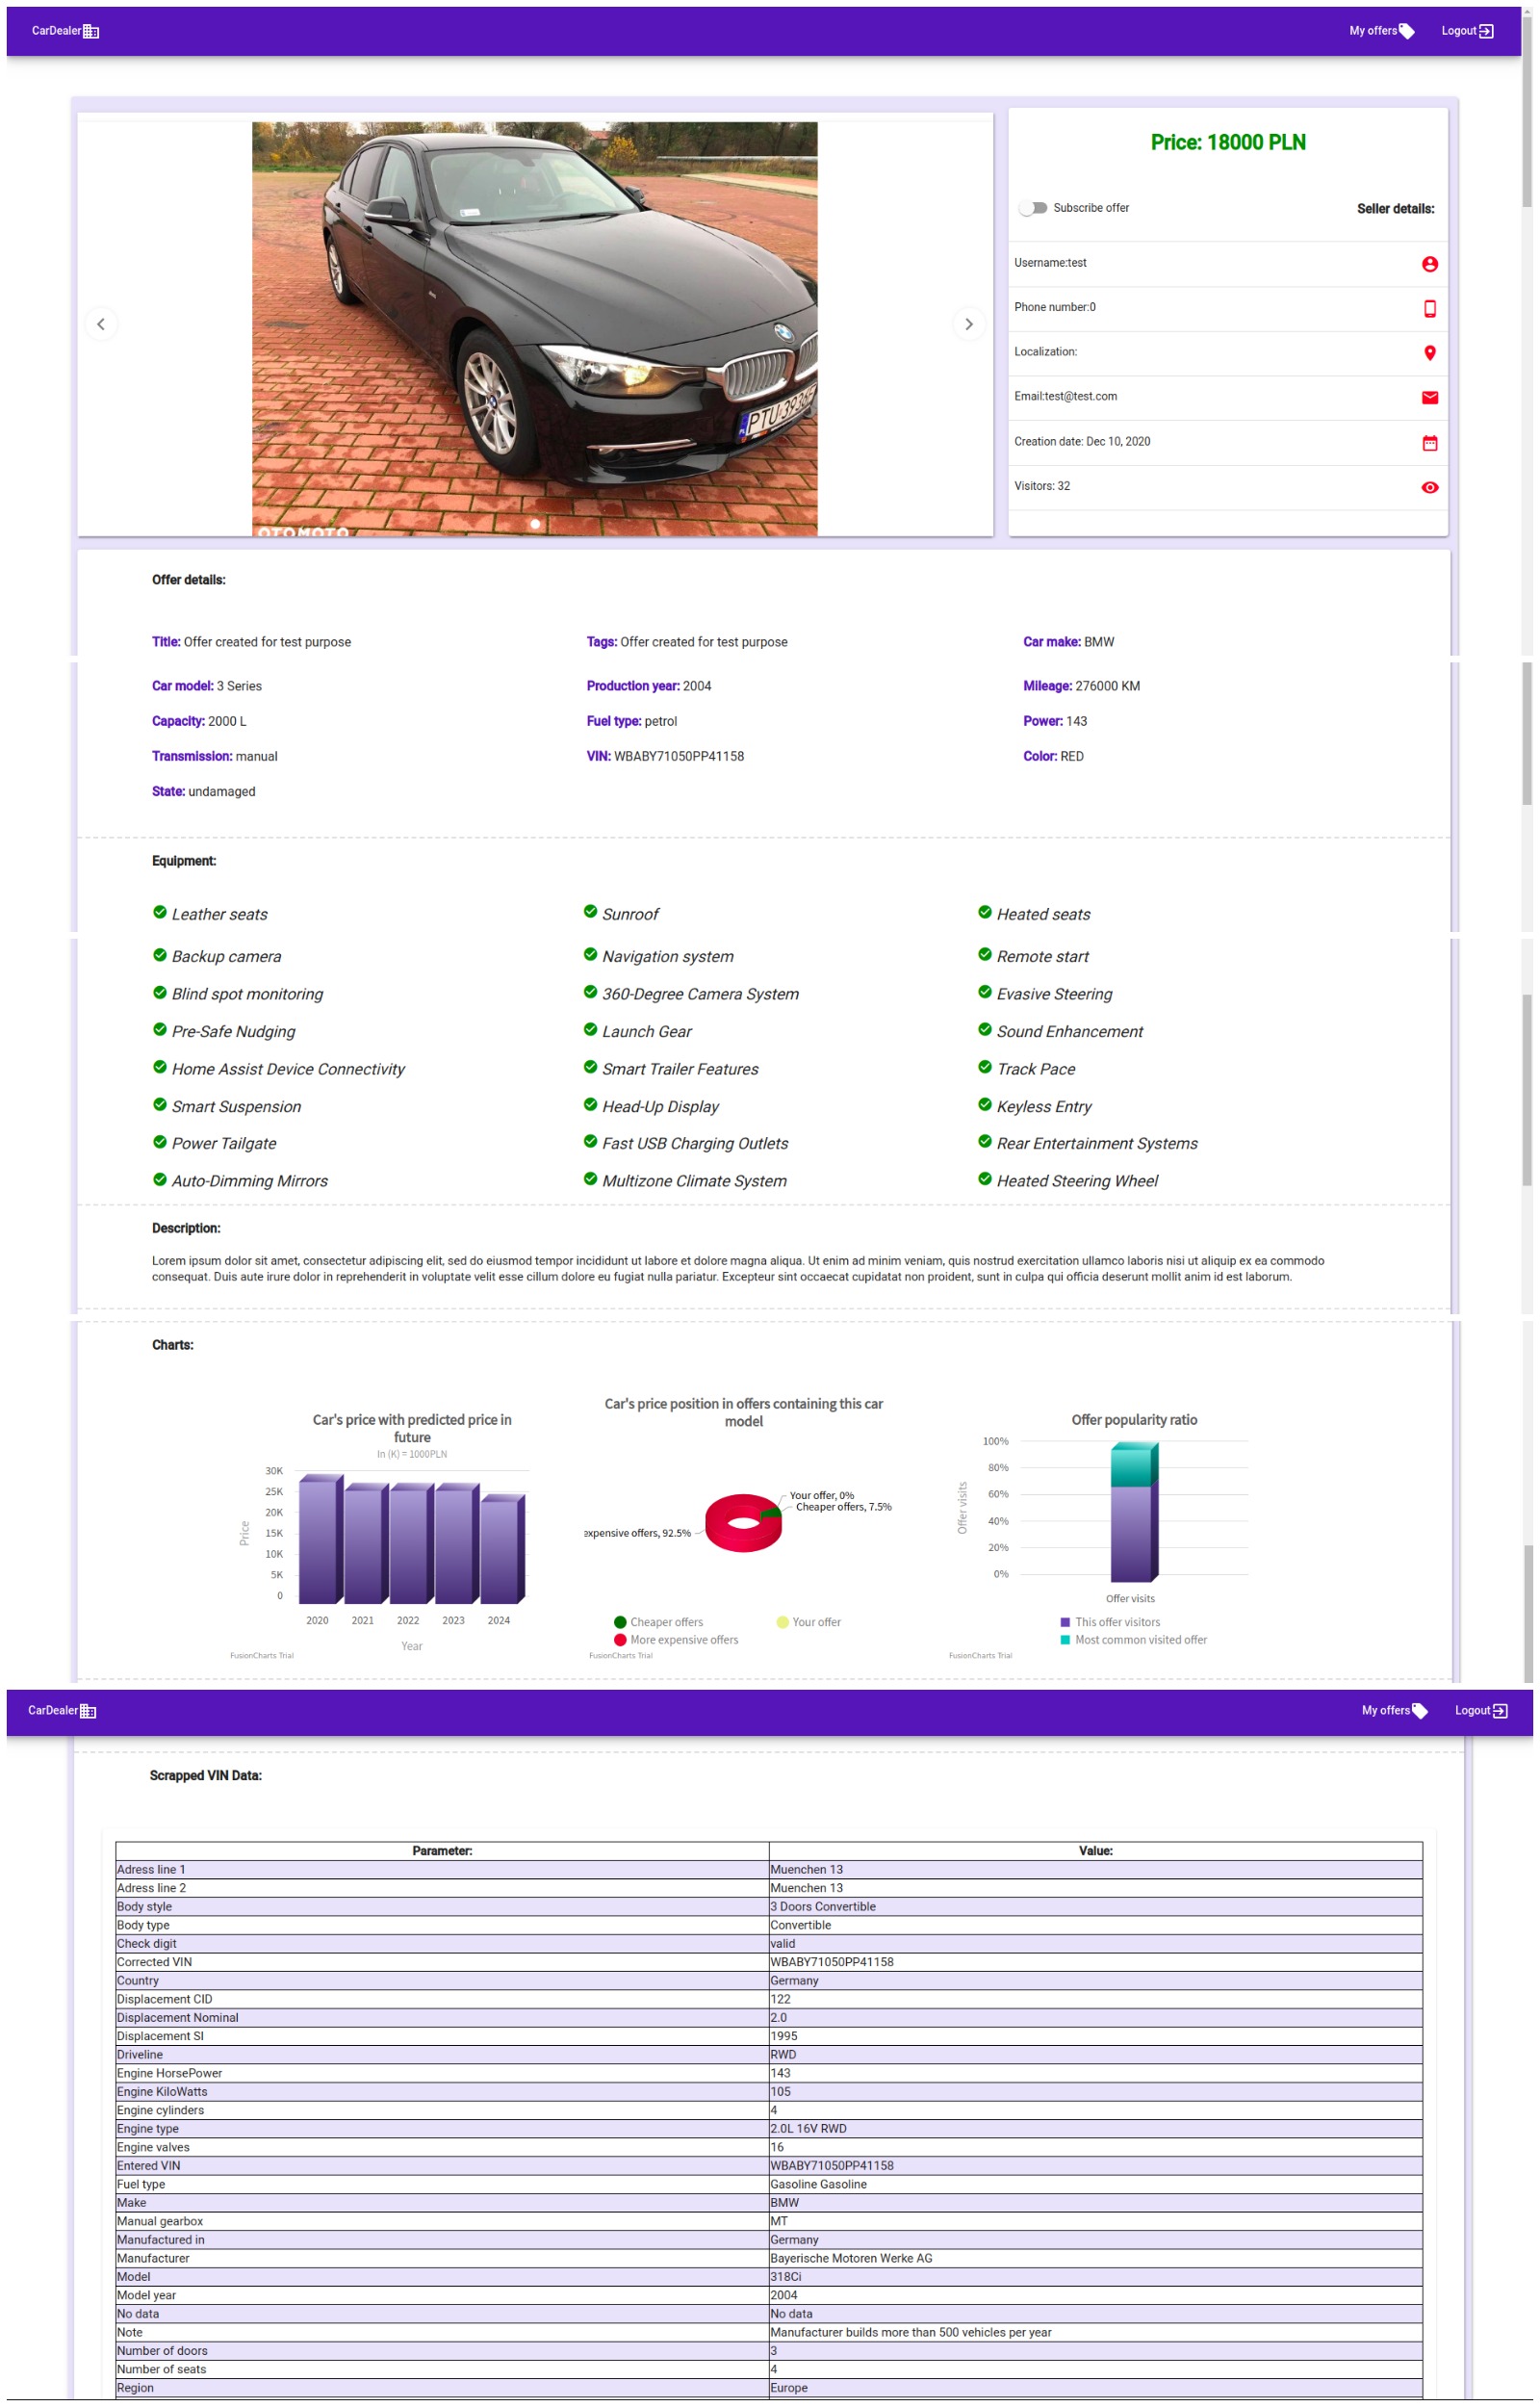 CarDealer My offers Logout
Price: 18000 PLN
Subscribe offer Seller details:
Username:test
Phone number:0
Localization:
Email:test@test.com
Creation date: Dec 10, 2020
Visitors: 32
OTOMOTO
Offer details:
Title: Offer created for test purpose Tags: Offer created for test purpose Car make: BMW
Car model: 3 Series Production year: 2004 Mileage: 276000 KM
Capacity: 2000 L Fuel type: petrol Power: 143
Transmission: manual VIN: WBABY71050PP41158 Color: RED
State: undamaged
Equipment:
Leather seats Sunroof Heated seats
Backup camera Navigation system Remote start
Blind spot monitoring 360-Degree Camera System Evasive Steering
Pre-Safe Nudging Launch Gear Sound Enhancement
Home Assist Device Connectivity Smart Trailer Features Track Pace
Smart Suspension Head-Up Display Keyless Entry
Power Tailgate Fast USB Charging Outlets Rear Entertainment Systems
Auto-Dimming Mirrors Multizone Climate System Heated Steering Wheel
Description:
Lorem ipsum dolor sit amet, consectetur adipiscing elit, sed do eiusmod tempor incididunt ut labore et dolore magna aliqua. Ut enim ad minim veniam, quis nostrud exercitation ullamco laboris nisi ut aliquip ex ea commodo
consequat. Duis aute irure dolor in reprehenderit in voluptate velit esse cillum dolore eu fugiat nulla pariatur. Excepteur sint occaecat cupidatat non proident, sunt in culpa qui officia deserunt mollit anim id est laborum.
Charts:
Car's price with predicted price in
future
In (K) = 1000PLN
30K
25K
20K
15K
10K
5K
0
Price
2020 2021 2022 2023 2024
Year
FusionCharts Trial
Car's price position in offers containing this car
model
Your offer, 0%
Cheaper offers, 7.5%
expensive offers, 92.5%
Cheaper offers Your offer
More expensive offers
FusionCharts Trial
Offer popularity ratio
100%
80%
60%
40%
20%
0%
Offer visits
Offer visits
This offer visitors
Most common visited offer
FusionCharts Trial
CarDealer My offers Logout
Scrapped VIN Data:
Parameter: Value:
Adress line 1 Muenchen 13
Adress line 2 Muenchen 13
Body style 3 Doors Convertible
Body type Convertible
Check digit valid
Corrected VIN WBABY71050PP41158
Country Germany
Displacement CID 122
Displacement Nominal 2.0
Displacement SI 1995
Driveline RWD
Engine HorsePower 143
Engine KiloWatts 105
Engine cylinders 4
Engine type 2.0L 16V RWD
Engine valves 16
Entered VIN WBABY71050PP41158
Fuel type Gasoline Gasoline
Make BMW
Manual gearbox MT
Manufactured in Germany
Manufacturer Bayerische Motoren Werke AG
Model 318Ci
Model year 2004
No data No data
Note Manufacturer builds more than 500 vehicles per year
Number of doors 3
Number of seats 4
Region Europe